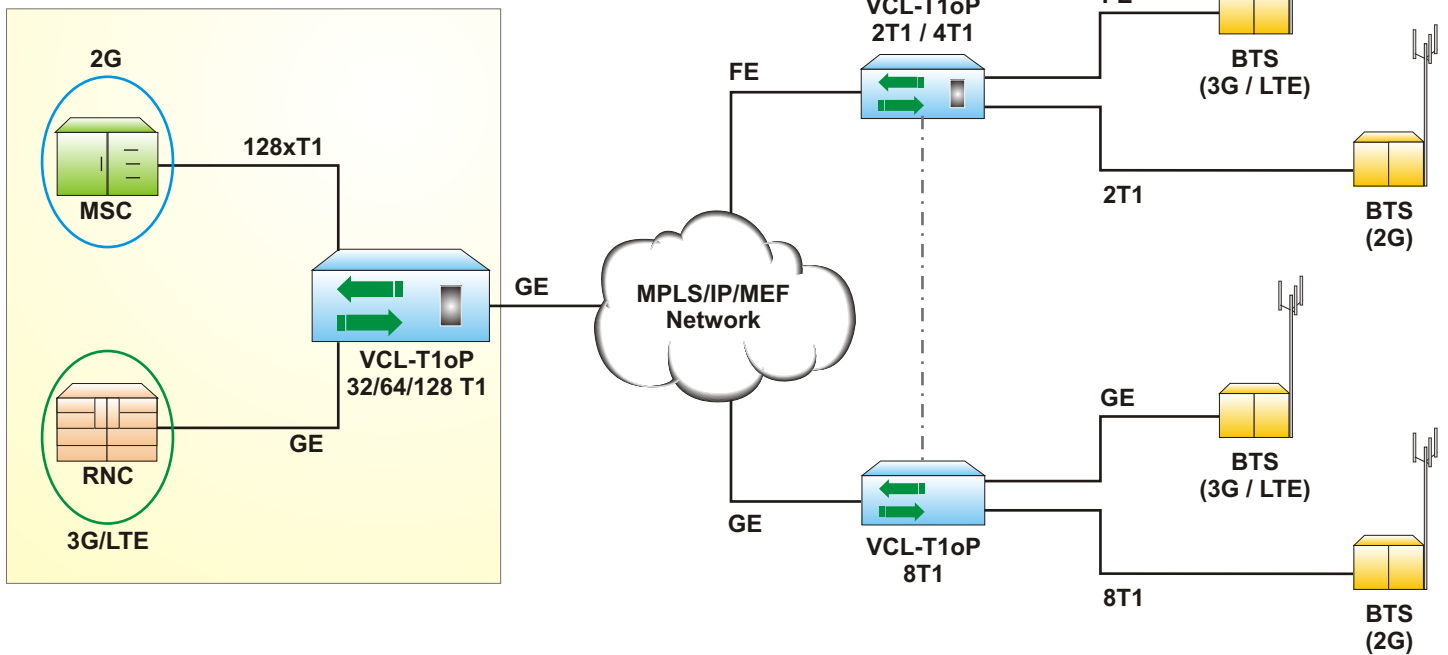 2G
MSC
128xT1
VCL-T1oP
32/64/128 T1
RNC
3G/LTE
GE
GE
MPLS/IP/MEF
Network
FE
VCL-T1oP
2T1 / 4T1
BTS
(3G / LTE)
2T1
BTS
(2G)
GE
VCL-T1oP
8T1
GE
BTS
(3G / LTE)
8T1
BTS
(2G)